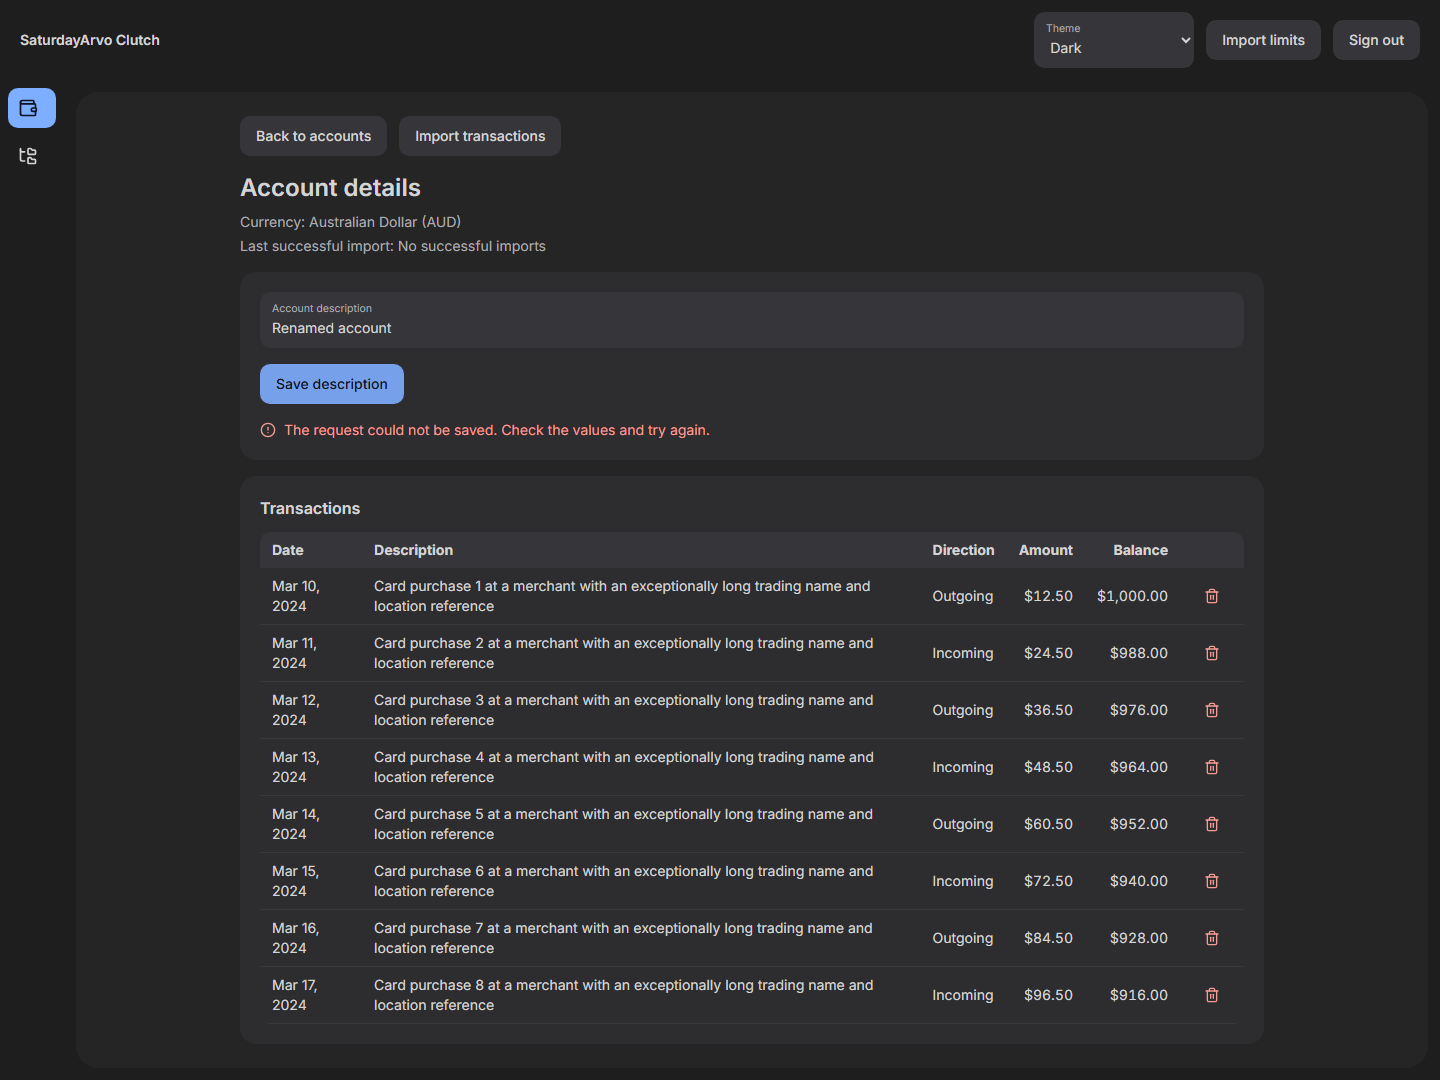 SaturdayArvo Clutch
Theme
Dark
Import limits
Sign out
Back to accounts
Import transactions
Account details
Currency: Australian Dollar (AUD)
Last successful import: No successful imports
Account description
Renamed account
Save description
The request could not be saved. Check the values and try again.
Transactions
Date Description Direction Amount Balance
Mar 10, 2024 Card purchase 1 at a merchant with an exceptionally long trading name and location reference Outgoing $12.50 $1,000.00
Mar 11, 2024 Card purchase 2 at a merchant with an exceptionally long trading name and location reference Incoming $24.50 $988.00
Mar 12, 2024 Card purchase 3 at a merchant with an exceptionally long trading name and location reference Outgoing $36.50 $976.00
Mar 13, 2024 Card purchase 4 at a merchant with an exceptionally long trading name and location reference Incoming $48.50 $964.00
Mar 14, 2024 Card purchase 5 at a merchant with an exceptionally long trading name and location reference Outgoing $60.50 $952.00
Mar 15, 2024 Card purchase 6 at a merchant with an exceptionally long trading name and location reference Incoming $72.50 $940.00
Mar 16, 2024 Card purchase 7 at a merchant with an exceptionally long trading name and location reference Outgoing $84.50 $928.00
Mar 17, 2024 Card purchase 8 at a merchant with an exceptionally long trading name and location reference Incoming $96.50 $916.00